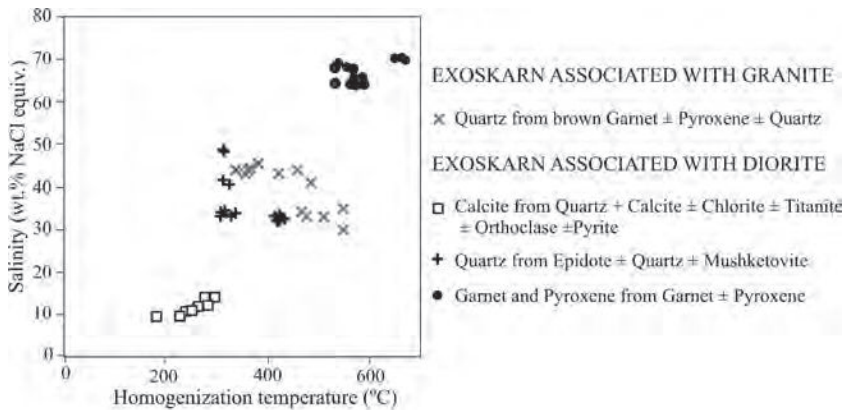 80
70
60
50
40
30
20
10
0
Salinity (wt.% NaCl equiv.)
0 200 400 600
Homogenization temperature (ºC)
EXOSKARN ASSOCIATED WITH GRANITE
Quartz from brown Garnet ± Pyroxene ± Quartz
EXOSKARN ASSOCIATED WITH DIORITE
Calcite from Quartz + Calcite ± Chlorite ± Titanite
± Orthoclase ±Pyrite
Quartz from Epidote ± Quartz ± Mushketovite
Garnet and Pyroxene from Garnet ± Pyroxene